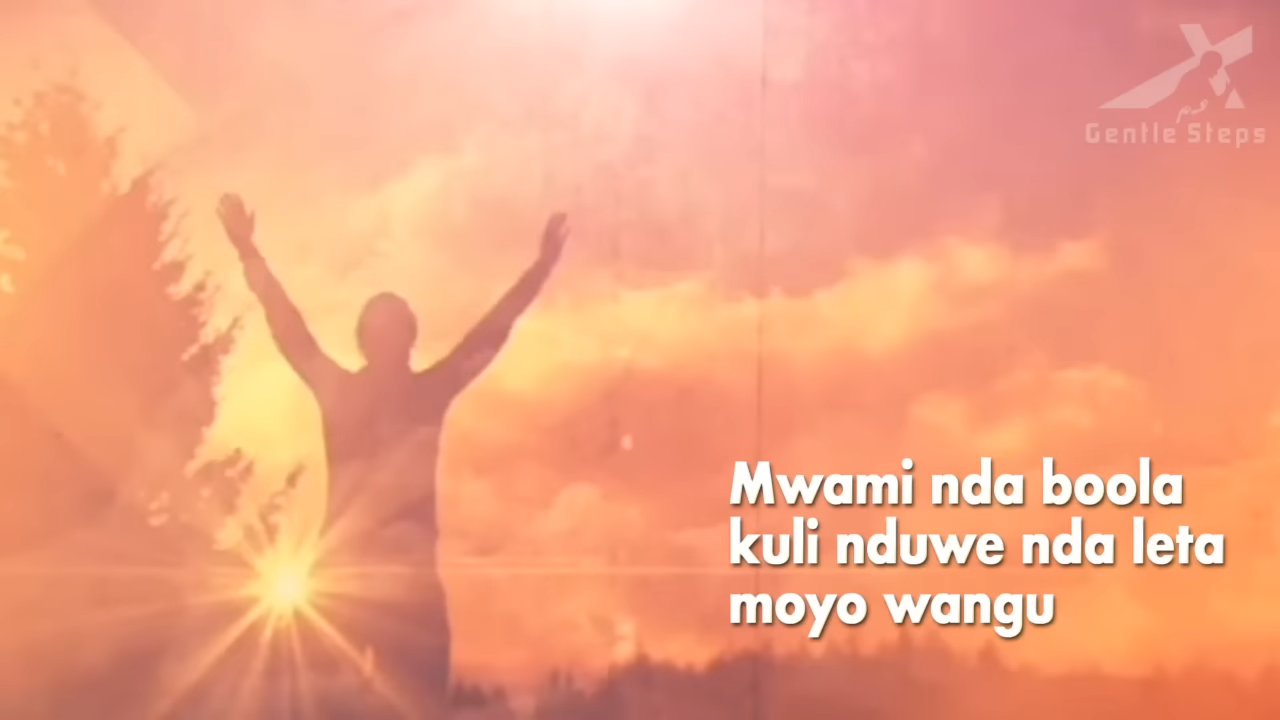 Gentle Steps
Mwami nda boola
kuli nduwe nda leta
moyo wangu